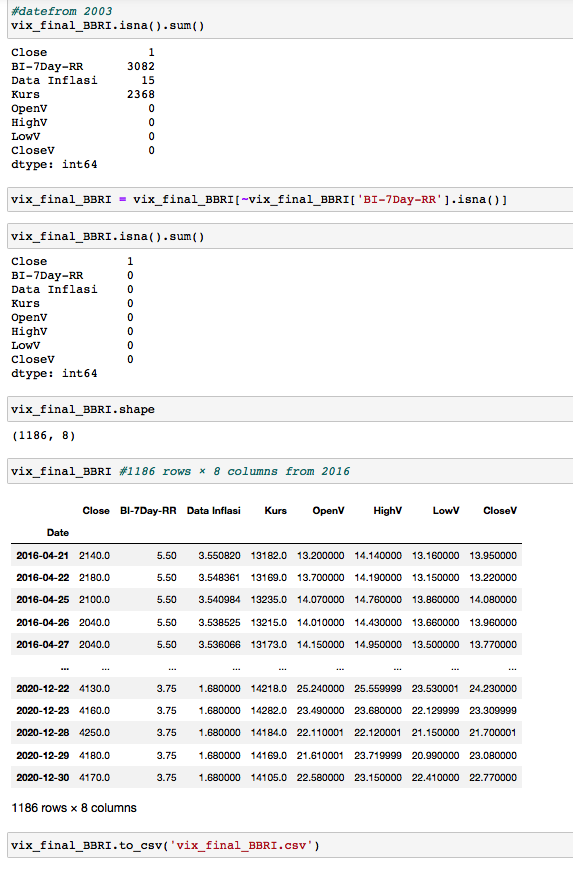 #datefrom 2003
vix_final_BBRI.isna().sum()
Close 1
BI-7Day-RR 3082
Data Inflasi 15
Kurs 2368
OpenV 0
HighV 0
LowV 0
CloseV 0
dtype: int64
vix_final_BBRI = vix_final_BBRI[~vix_final_BBRI['BI-7Day-RR'].isna()]
vix_final_BBRI.isna().sum()
Close 1
BI-7Day-RR 0
Data Inflasi 0
Kurs 0
OpenV 0
HighV 0
LowV 0
CloseV 0
dtype: int64
vix_final_BBRI.shape
(1186, 8)
vix_final_BBRI #1186 rows × 8 columns from 2016
Close BI-7Day-RR Data Inflasi Kurs OpenV HighV LowV CloseV
Date
2016-04-21 2140.0 5.50 3.550820 13182.0 13.200000 14.140000 13.160000 13.950000
2016-04-22 2180.0 5.50 3.548361 13169.0 13.700000 14.190000 13.150000 13.220000
2016-04-25 2100.0 5.50 3.540984 13235.0 14.070000 14.760000 13.860000 14.080000
2016-04-26 2040.0 5.50 3.538525 13215.0 14.010000 14.430000 13.660000 13.960000
2016-04-27 2040.0 5.50 3.536066 13173.0 14.150000 14.950000 13.500000 13.770000
... ... ... ... ... ... ... ... ...
2020-12-22 4130.0 3.75 1.680000 14218.0 25.240000 25.559999 23.530001 24.230000
2020-12-23 4160.0 3.75 1.680000 14282.0 23.490000 23.680000 22.129999 23.309999
2020-12-28 4250.0 3.75 1.680000 14184.0 22.110001 22.120001 21.150000 21.700001
2020-12-29 4180.0 3.75 1.680000 14169.0 21.610001 23.719999 20.990000 23.080000
2020-12-30 4170.0 3.75 1.680000 14105.0 22.580000 23.150000 22.410000 22.770000
1186 rows × 8 columns
vix_final_BBRI.to_csv('vix_final_BBRI.csv')